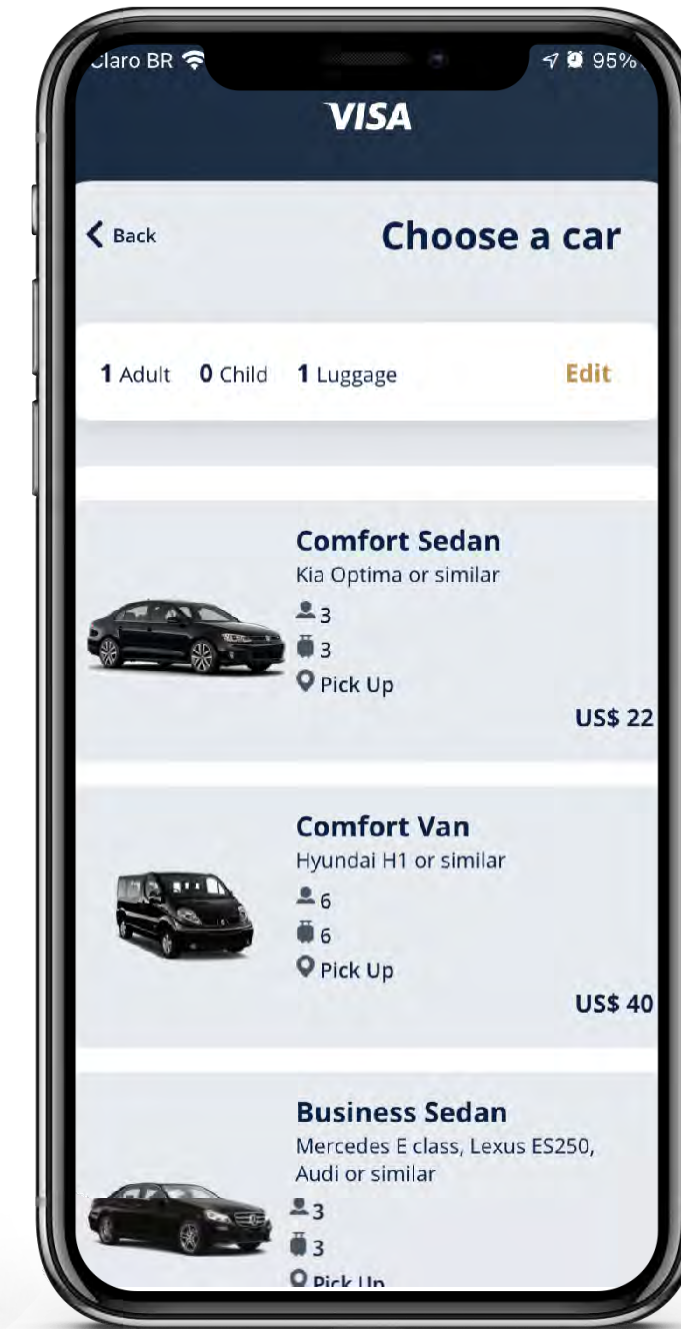 Claro BR 95%
VISA
Back Choose a car
1 Adult 0 Child 1 Luggage Edit
Comfort Sedan
Kia Optima or similar
3
3
Pick Up
US$ 22
Comfort Van
Hyundai H1 or similar
6
6
Pick Up
US$ 40
Business Sedan
Mercedes E class, Lexus ES250,
Audi or similar
3
3
Pick Up